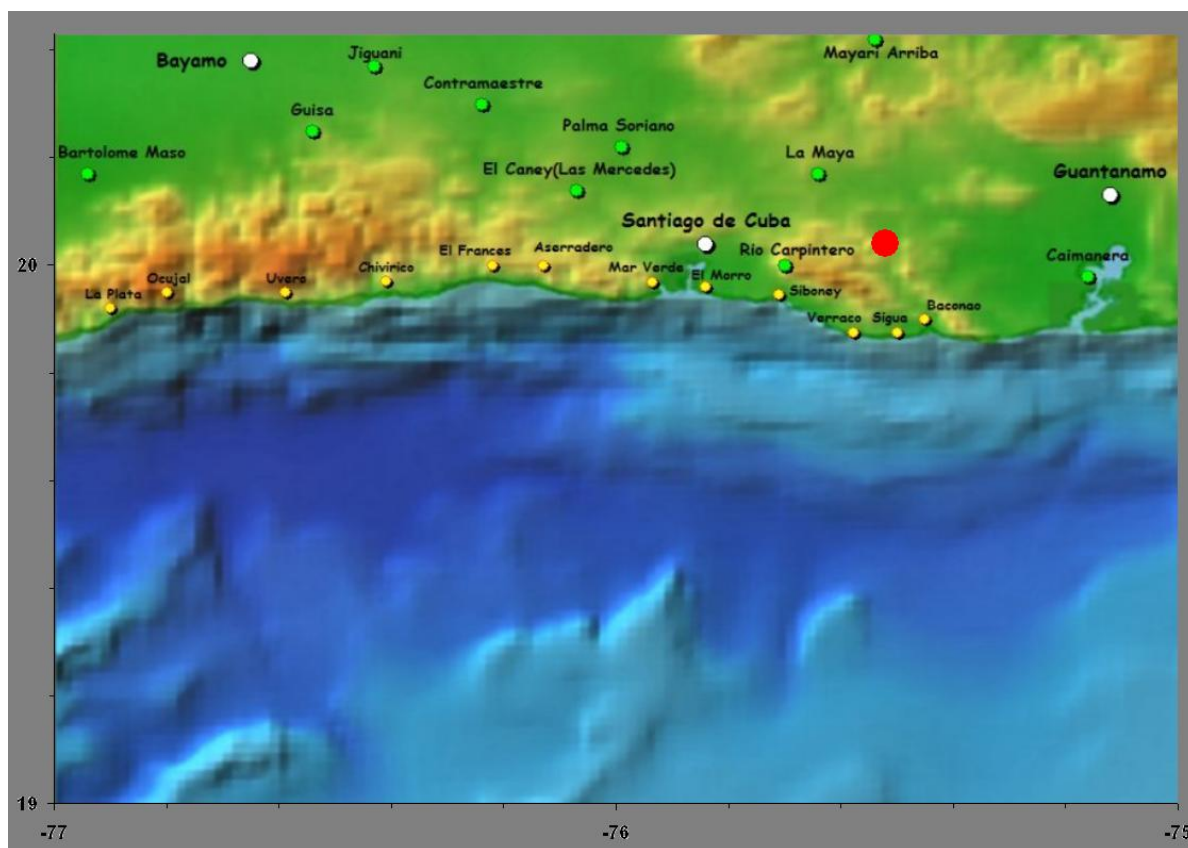 Mayari Arriba
Jiguani
Bayamo
Contramaestre
Guisa
Palma Soriano
Bartolome Maso
La Maya
El Caney(Las Mercedes)
Guantanamo
Santiago de Cuba
El Frances
Aserradero
Rio Carpintero
Caimanera
20
Chivirico
Mar Verde
El Morro
Ocujal
Uvero
La Plata
Siboney
Baconao
Verraco
Sigua
19
-77
-76
-75